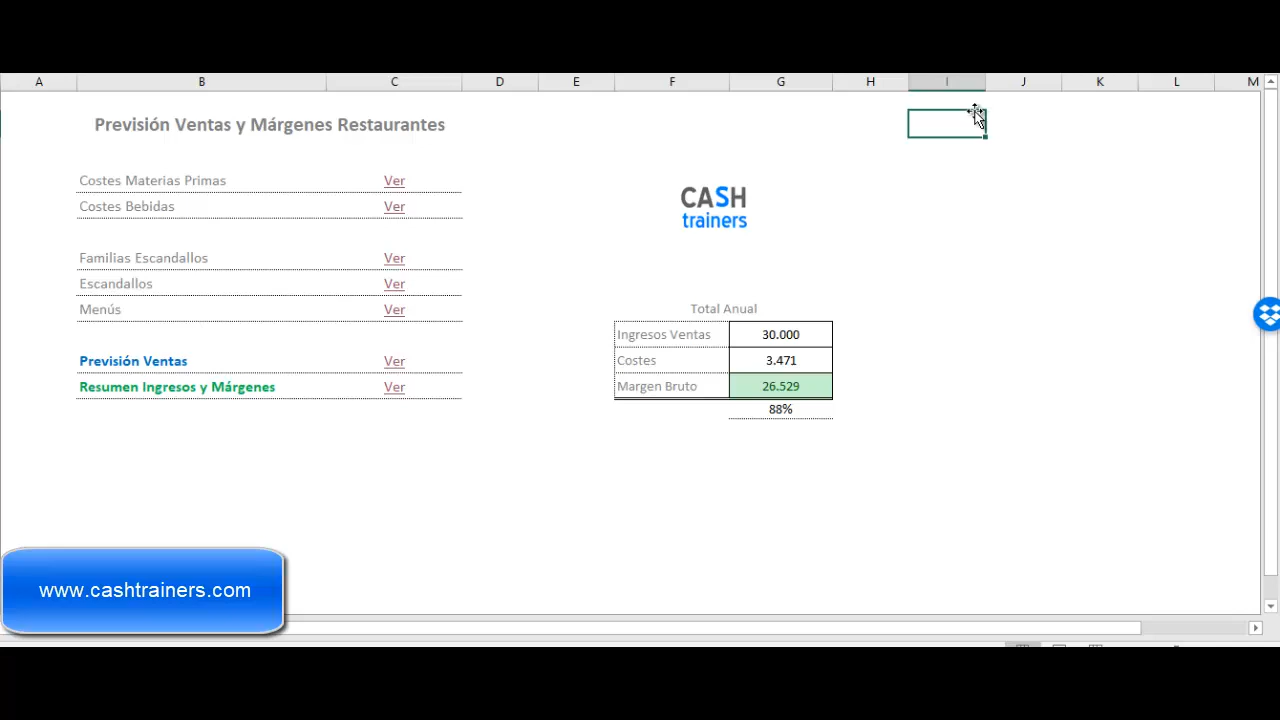 A B C D E F G H I J K L M
Previsión Ventas y Márgenes Restaurantes
Costes Materias Primas Ver
Costes Bebidas Ver
Familias Escandallos Ver
Escandallos Ver
Menús Ver
Previsión Ventas Ver
Resumen Ingresos y Márgenes Ver
CASH
trainers
Total Anual
Ingresos Ventas 30.000
Costes 3.471
Margen Bruto 26.529
88%
www.cashtrainers.com